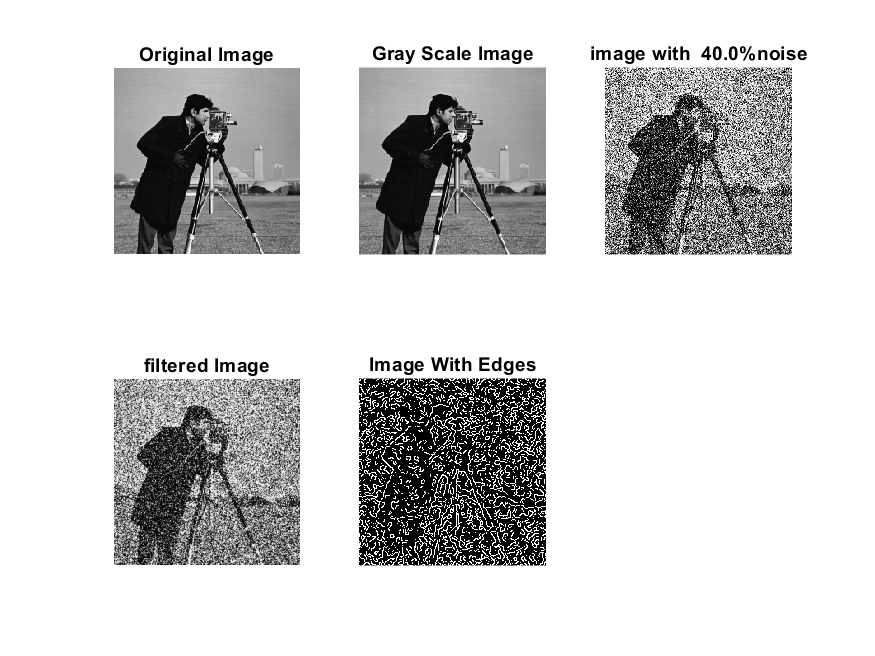 Original Image
Gray Scale Image
image with  40.0%noise
filtered Image
Image With Edges